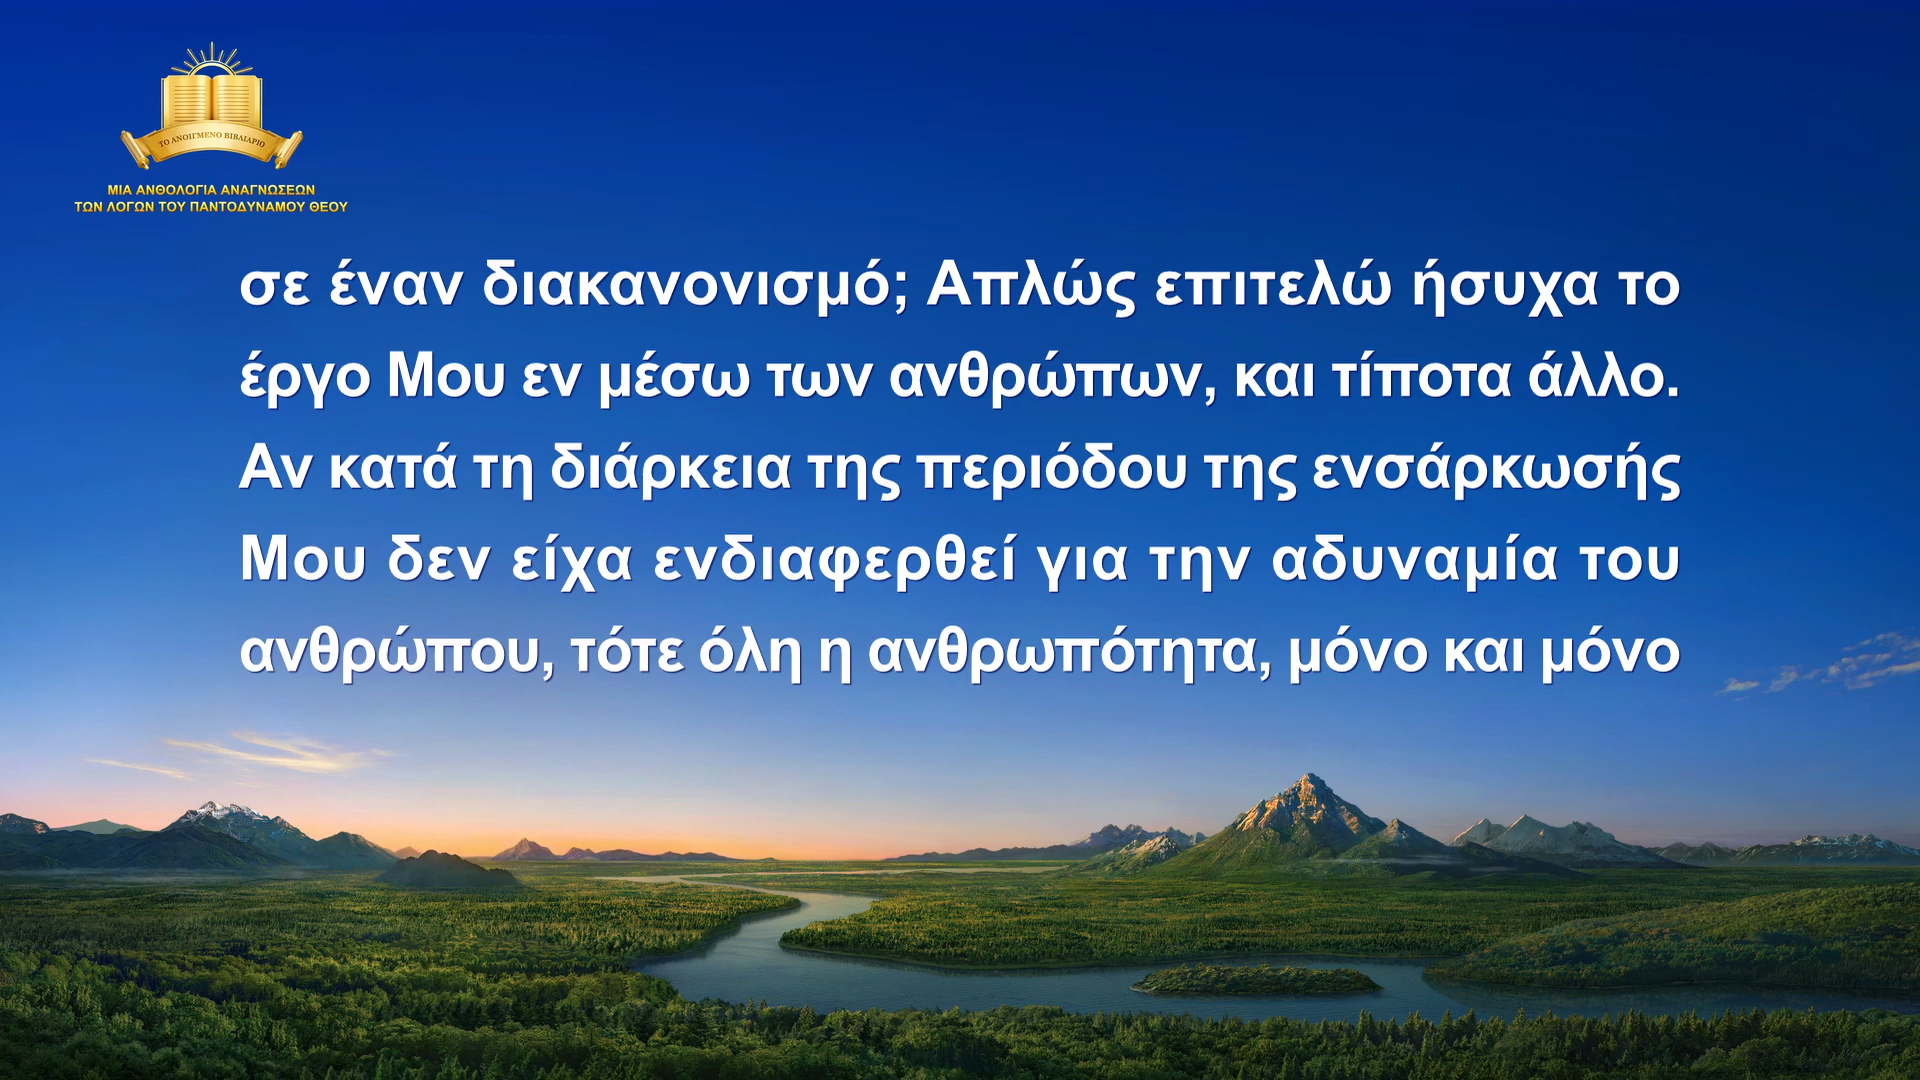 ΤΟ ΑΝΟΙΓΜΕΝΟ ΒΙΒΛΙΑΡΙΟ
ΜΙΑ ΑΝΘΟΛΟΓΙΑ ΑΝΑΓΝΩΣΕΩΝ
ΤΩΝ ΛΟΓΩΝ ΤΟΥ ΠΑΝΤΟΔΥΝΑΜΟΥ ΘΕΟΥ
σε έναν διακανονισμό; Απλώς επιτελώ ήσυχα το
έργο Μου εν μέσω των ανθρώπων, και τίποτα άλλο.
Αν κατά τη διάρκεια της περιόδου της ενσάρκωσής
Μου δεν είχα ενδιαφερθεί για την αδυναμία του
ανθρώπου, τότε όλη η ανθρωπότητα, μόνο και μόνο